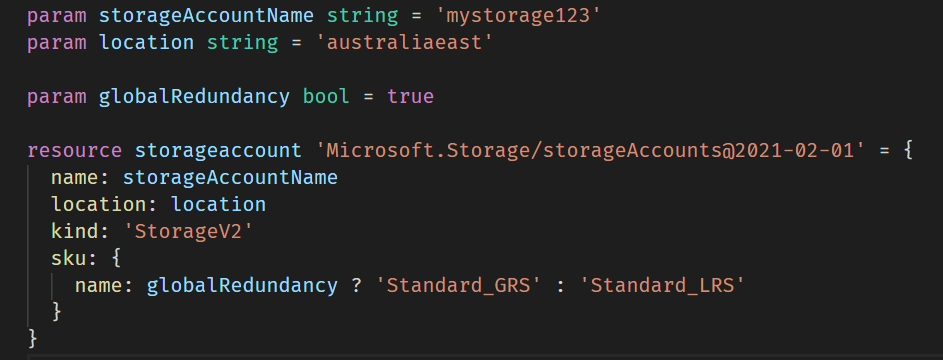 param storageAccountName string = 'mystorage123'
param location string = 'australiaeast'
param globalRedundancy bool = true
resource storageaccount 'Microsoft.Storage/storageAccounts@2021-02-01' = {
name: storageAccountName
location: location
kind: 'StorageV2'
sku: {
name: globalRedundancy ? 'Standard_GRS' : 'Standard_LRS'
}
}